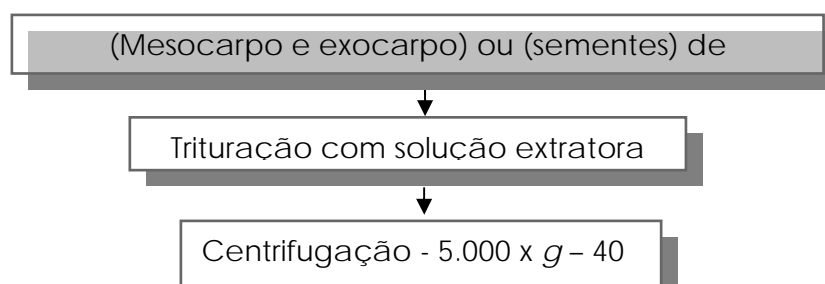 (Mesocarpo e exocarpo) ou (sementes) de
Trituração com solução extratora
Centrifugação - 5.000 x g – 40